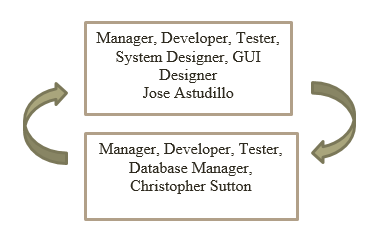 Manager, Developer, Tester,
System Designer, GUI
Designer
Jose Astudillo
Manager, Developer, Tester,
Database Manager,
Christopher Sutton